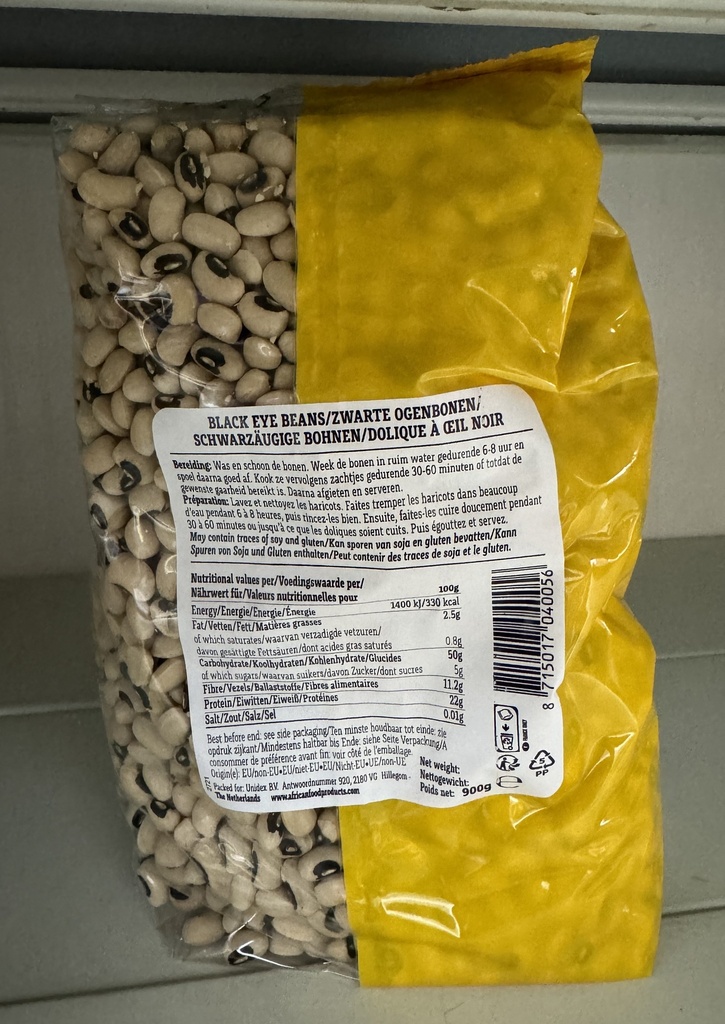 BLACK EYE BEANS/ZWARTE OGENBONEN/
SCHWARZÄUGIGE BOHNEN/DOLIQUE À ŒIL NOIR
Bereiding: Was en schoon de bonen. Week de bonen in ruim water gedurende 6-8 uur en
spoel daarna goed af. Kook ze vervolgens zachtjes gedurende 30-60 minuten of totdat de
gewenste gaarheid bereikt is. Daarna afgieten en serveren.
Préparation: Lavez et nettoyez les haricots. Faites tremper les haricots dans beaucoup
d'eau pendant 6 à 8 heures, puis rincez-les bien. Ensuite, faites-les cuire doucement pendant
30 à 60 minutes ou jusqu'à ce que les doliques soient cuits. Puis égouttez et servez.
May contain traces of soy and gluten/Kan sporen van soja en gluten bevatten/Kann
Spuren von Soja und Gluten enthalten/Peut contenir des traces de soja et le gluten.
Nutritional values per/Voedingswaarde per/
Nährwert für/Valeurs nutritionnelles pour 100g
Energy/Energie/Energie/Énergie 1400 kJ/330 kcal
Fat/Vetten/Fett/Matières grasses 2.5g
of which saturates/waarvan verzadigde vetzuren/
davon gesättigte Fettsäuren/dont acides gras saturés 0.8g
Carbohydrate/Koolhydraten/Kohlenhydrate/Glucides 50g
of which sugars/waarvan suikers/davon Zucker/dont sucres 5g
Fibre/Vezels/Ballaststoffe/Fibres alimentaires 11.2g
Protein/Eiwitten/Eiweiß/Protéines 22g
Salt/Zout/Salz/Sel 0.01g
Best before end: see side packaging/Ten minste houdbaar tot einde: zie
opdruk zijkant/Mindestens haltbar bis Ende: siehe Seite Verpackung/A
consommer de préférence avant fin: voir côté de l'emballage.
Origin(e): EU/non-EU•EU/niet-EU•EU/Nicht-EU•UE/non-UE
Packed for: Unidex B.V. Antwoordnummer 920, 2180 VG Hillegom -
The Netherlands www.africanfoodproducts.com
Net weight:
Nettogewicht:
Poids net: 900g
8 715017 040056
5
PP